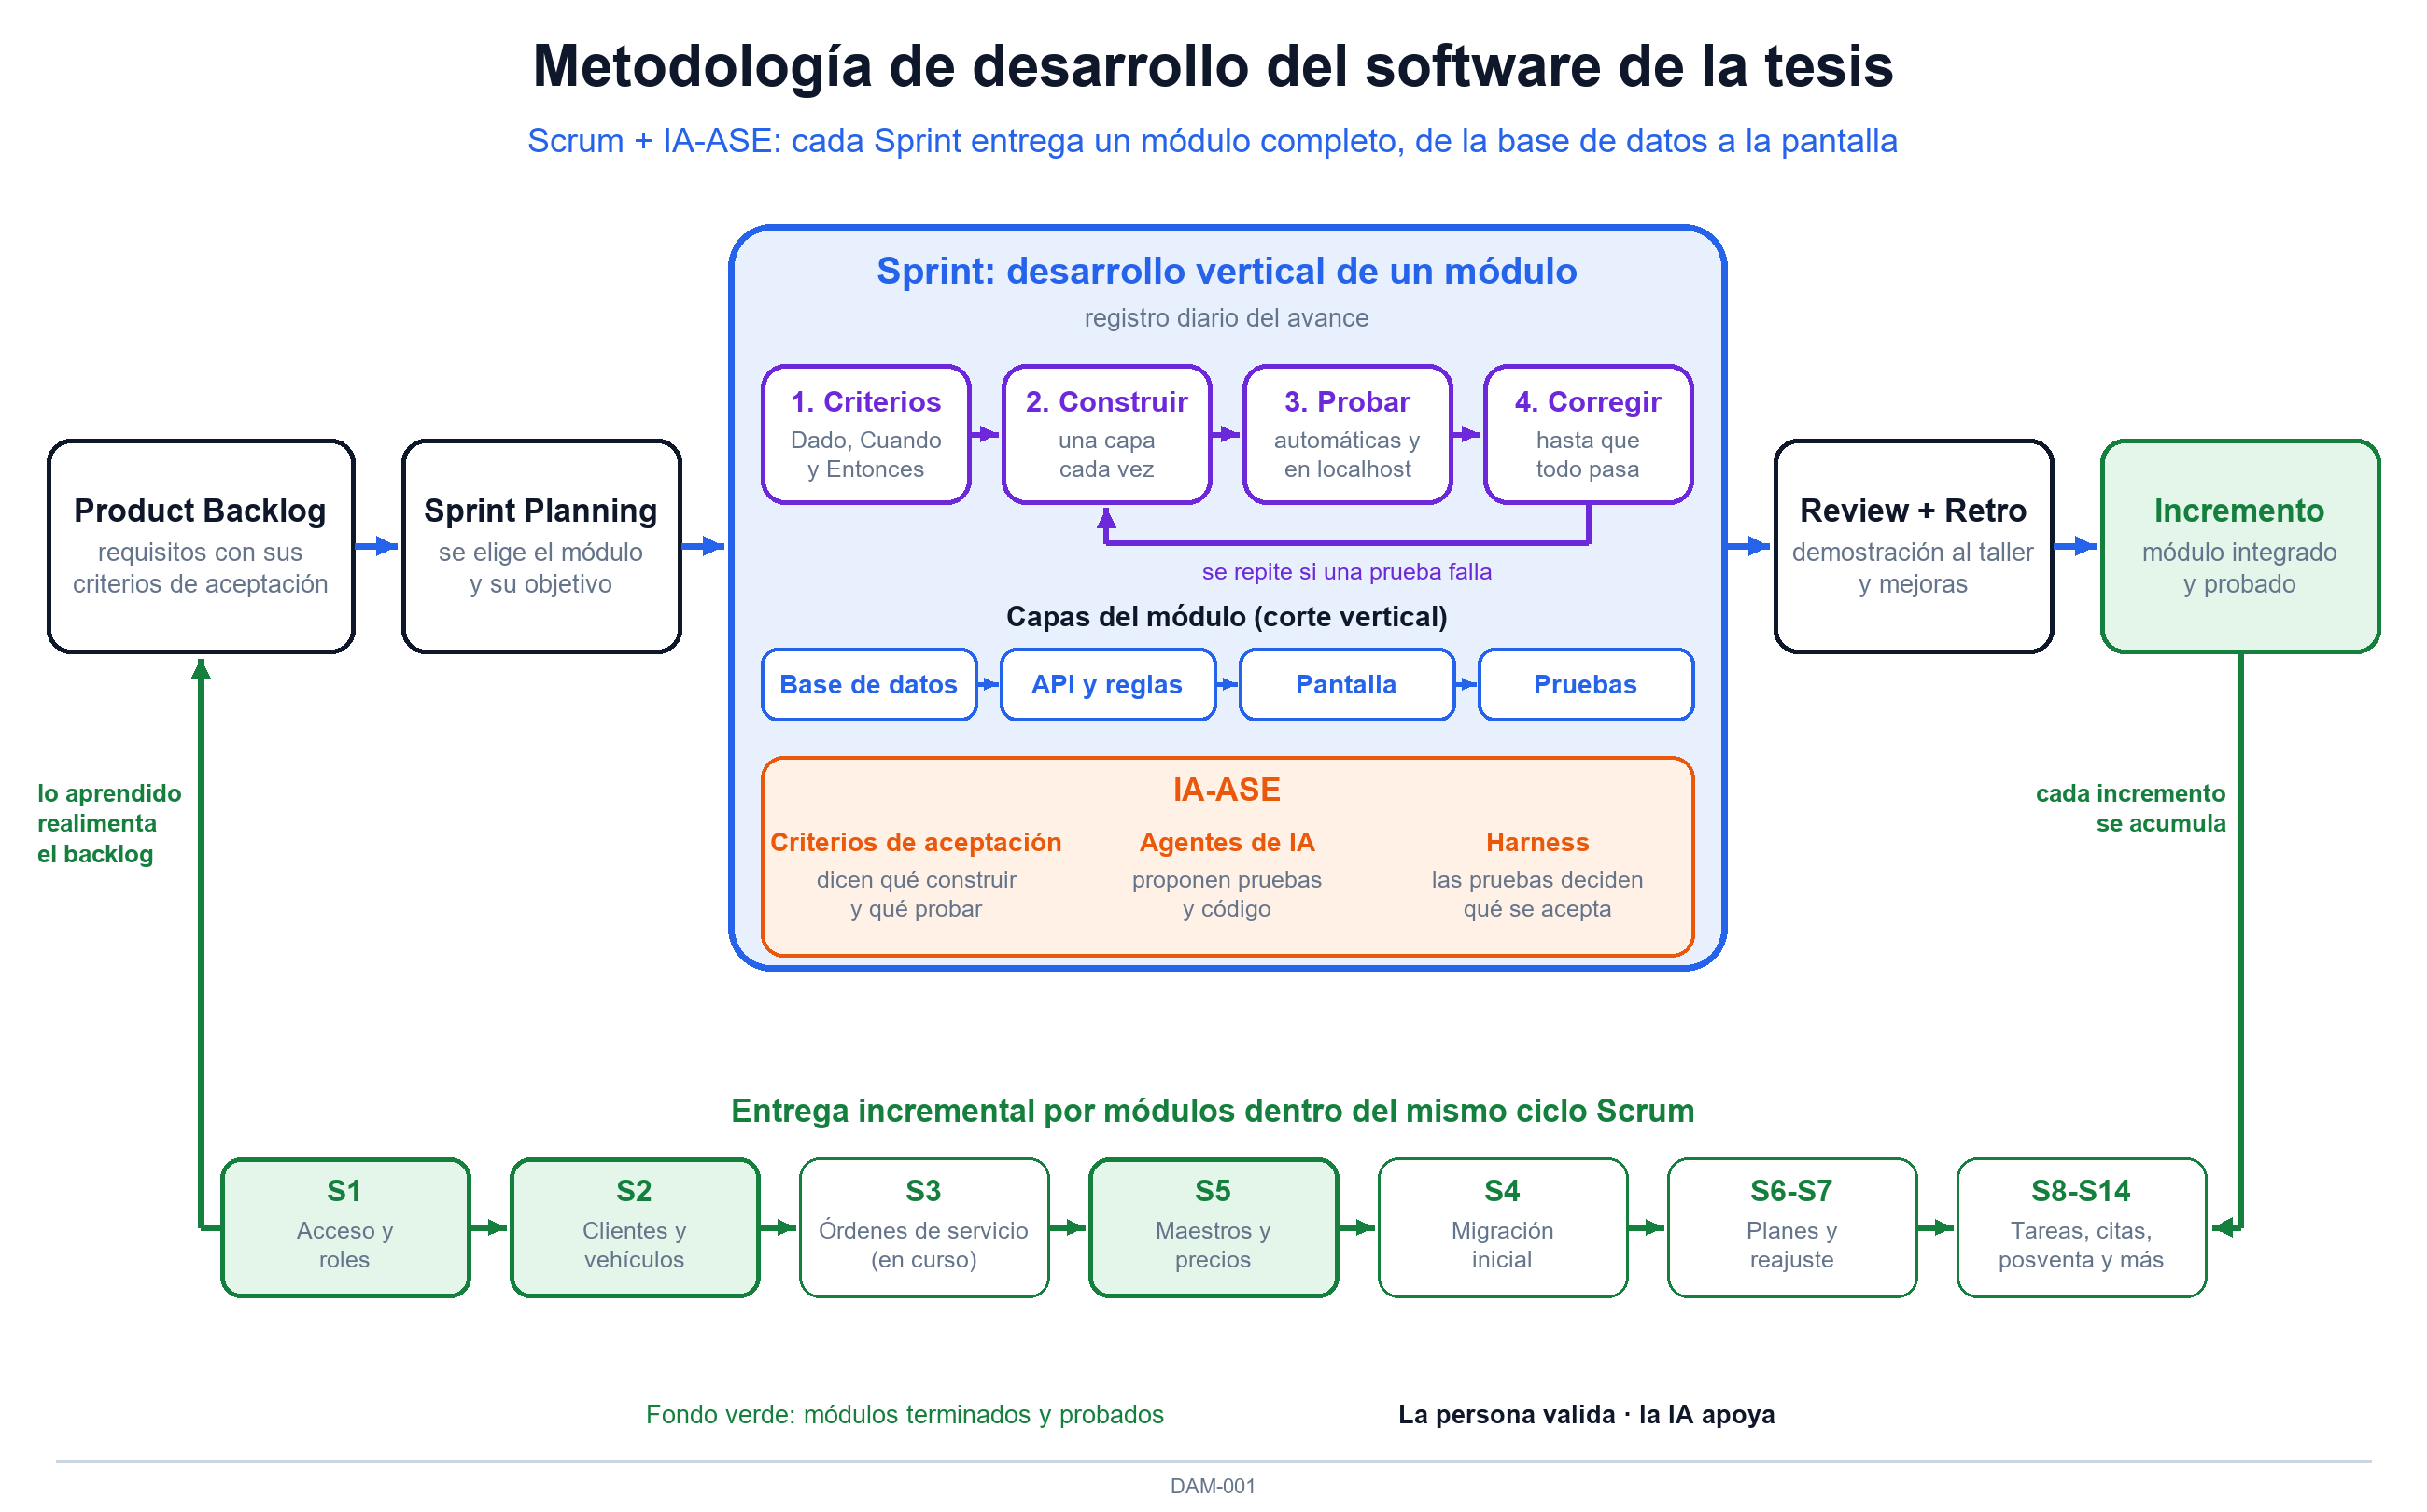 Metodología de desarrollo del software de la tesis
Scrum + IA-ASE: cada Sprint entrega un módulo completo, de la base de datos a la pantalla
Product Backlog
requisitos con sus
criterios de aceptación
Sprint Planning
se elige el módulo
y su objetivo
Sprint: desarrollo vertical de un módulo
registro diario del avance
1. Criterios
Dado, Cuando
y Entonces
2. Construir
una capa
cada vez
3. Probar
automáticas y
en localhost
4. Corregir
hasta que
todo pasa
se repite si una prueba falla
Capas del módulo (corte vertical)
Base de datos
API y reglas
Pantalla
Pruebas
IA-ASE
Criterios de aceptación
dicen qué construir
y qué probar
Agentes de IA
proponen pruebas
y código
Harness
las pruebas deciden
qué se acepta
Review + Retro
demostración al taller
y mejoras
Incremento
módulo integrado
y probado
lo aprendido
realimenta
el backlog
cada incremento
se acumula
Entrega incremental por módulos dentro del mismo ciclo Scrum
S1
Acceso y
roles
S2
Clientes y
vehículos
S3
Órdenes de servicio
(en curso)
S5
Maestros y
precios
S4
Migración
inicial
S6-S7
Planes y
reajuste
S8-S14
Tareas, citas,
posventa y más
Fondo verde: módulos terminados y probados
La persona valida · la IA apoya
DAM-001